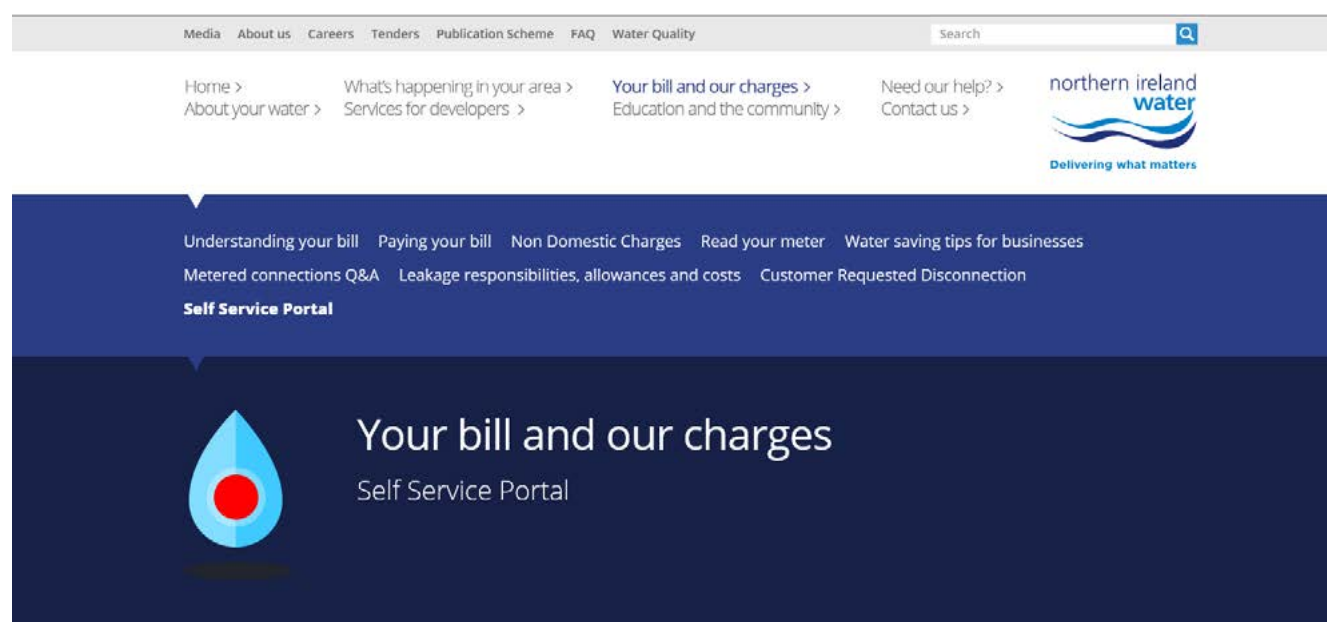 Media About us Careers Tenders Publication Scheme FAQ Water Quality Search
Home > What's happening in your area > Your bill and our charges > Need our help? >
About your water > Services for developers > Education and the community > Contact us >
northern ireland
water
Delivering what matters
Understanding your bill Paying your bill Non Domestic Charges Read your meter Water saving tips for businesses
Metered connections Q&A Leakage responsibilities, allowances and costs Customer Requested Disconnection
Self Service Portal
Your bill and our charges
Self Service Portal